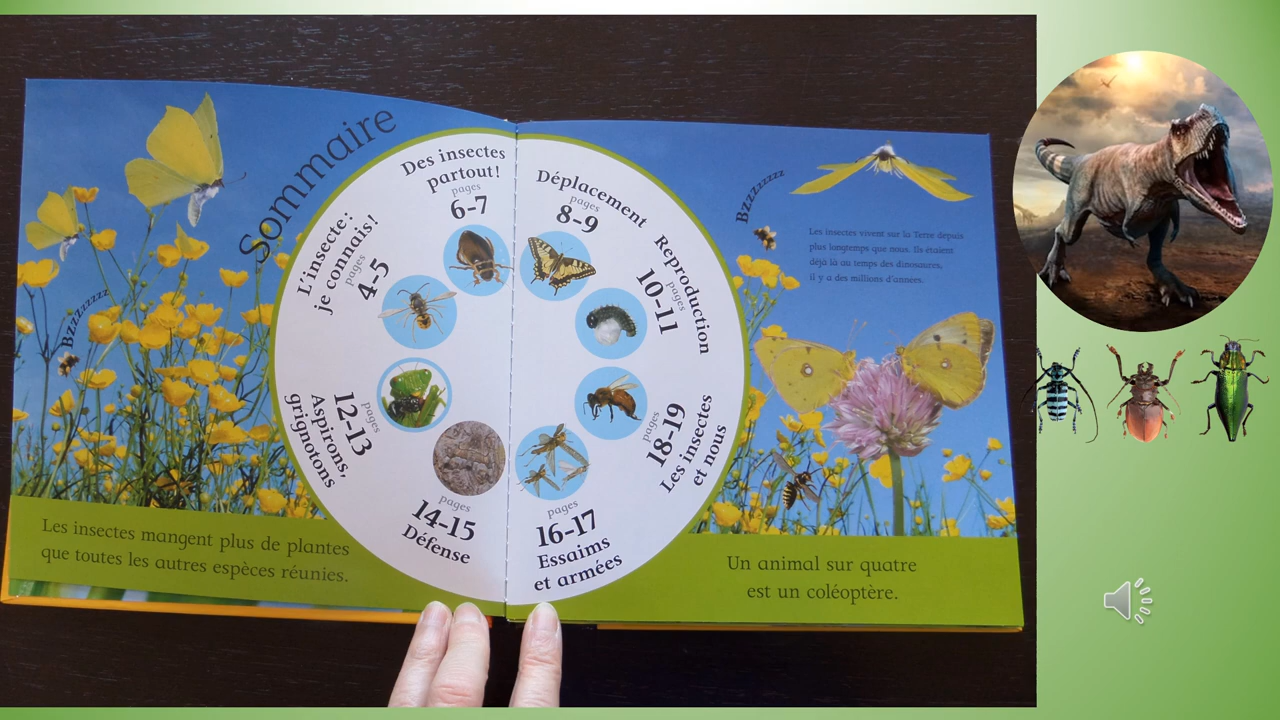 Sommaire
L'insecte:
je connais!
pages
4-5
Des insectes
partout!
pages
6-7
Déplacement
pages
8-9
Reproduction
pages
10-11
12-13
pages
Aspirons,
grignotons
pages
14-15
Défense
pages
16-17
Essaims
et armées
pages
18-19
Les insectes
et nous
Bzzzzzzzz
Bzzzzzzzz
Les insectes vivent sur la Terre depuis
plus longtemps que nous. Ils étaient
déjà là au temps des dinosaures,
il y a des millions d'années.
Les insectes mangent plus de plantes
que toutes les autres espèces réunies.
Un animal sur quatre
est un coléoptère.